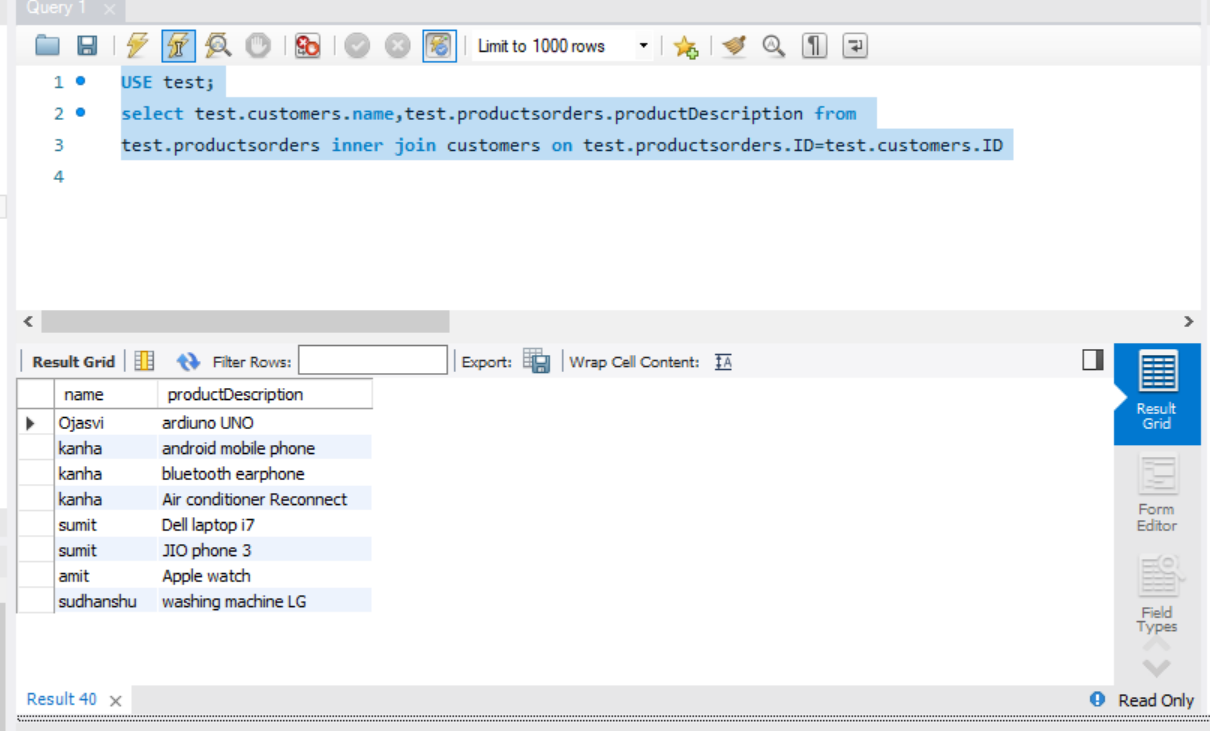 Query 1
Limit to 1000 rows
1 USE test;
2 select test.customers.name,test.productsorders.productDescription from
3 test.productsorders inner join customers on test.productsorders.ID=test.customers.ID
4
Result Grid Filter Rows: Export: Wrap Cell Content: IA
name productDescription
Ojasvi ardiuno UNO
kanha android mobile phone
kanha bluetooth earphone
kanha Air conditioner Reconnect
sumit Dell laptop i7
sumit JIO phone 3
amit Apple watch
sudhanshu washing machine LG
Result
Grid
Form
Editor
Field
Types
Result 40 Read Only